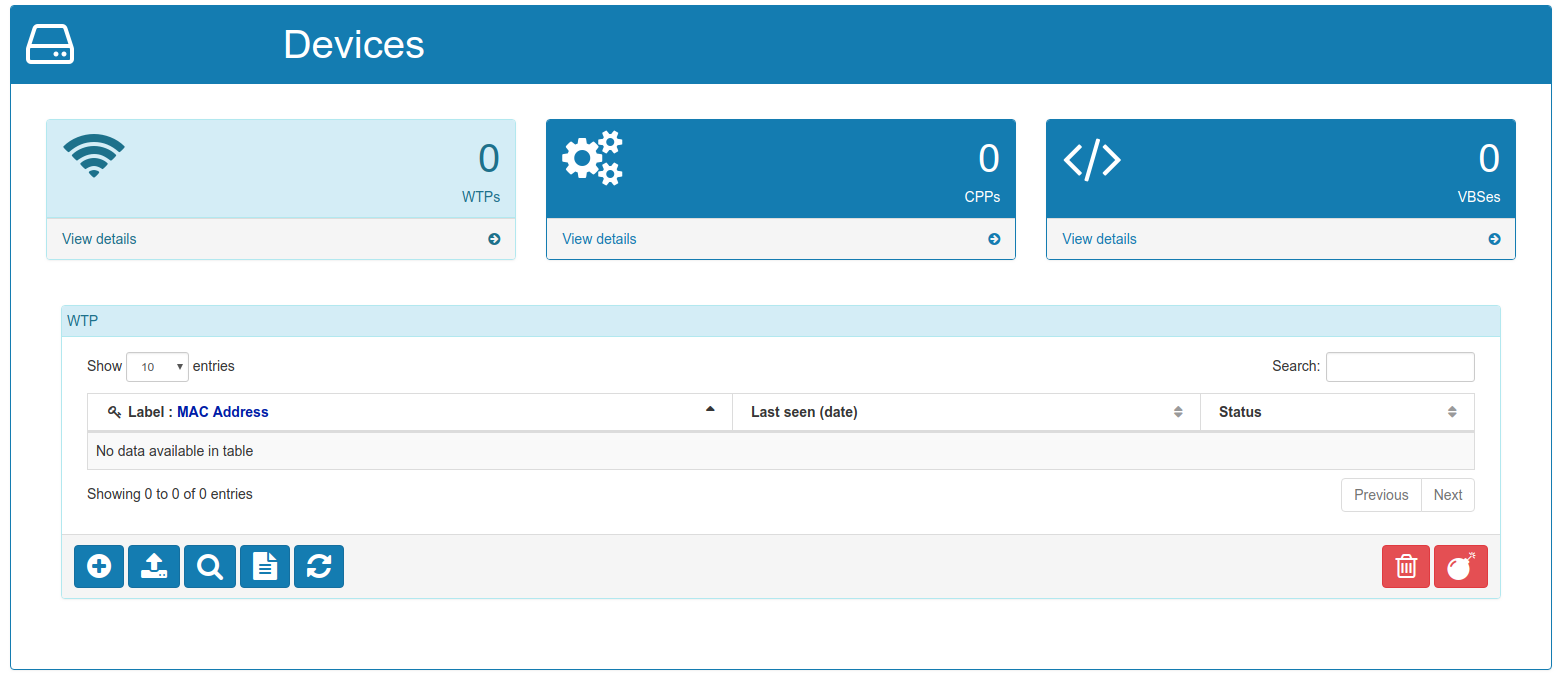 Devices
0
WTPs
View details
0
CPPs
View details
0
VBSes
View details
WTP
Show 10 entries
Search:
Label : MAC Address
Last seen (date)
Status
No data available in table
Showing 0 to 0 of 0 entries
Previous
Next